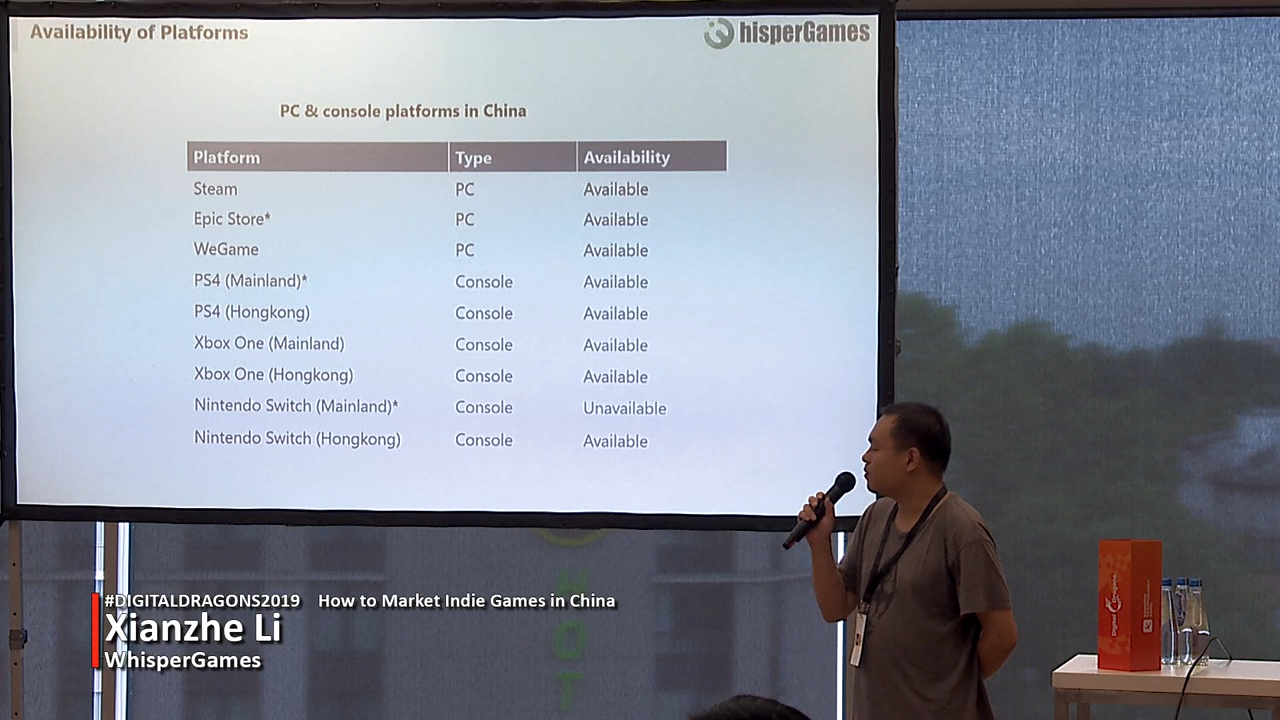 Availability of Platforms
hisperGames
PC & console platforms in China
Platform Type Availability
Steam PC Available
Epic Store* PC Available
WeGame PC Available
PS4 (Mainland)* Console Available
PS4 (Hongkong) Console Available
Xbox One (Mainland) Console Available
Xbox One (Hongkong) Console Available
Nintendo Switch (Mainland)* Console Unavailable
Nintendo Switch (Hongkong) Console Available
#DIGITALDRAGONS2019 How to Market Indie Games in China
Xianzhe Li
WhisperGames
Digital Dragons
HOT